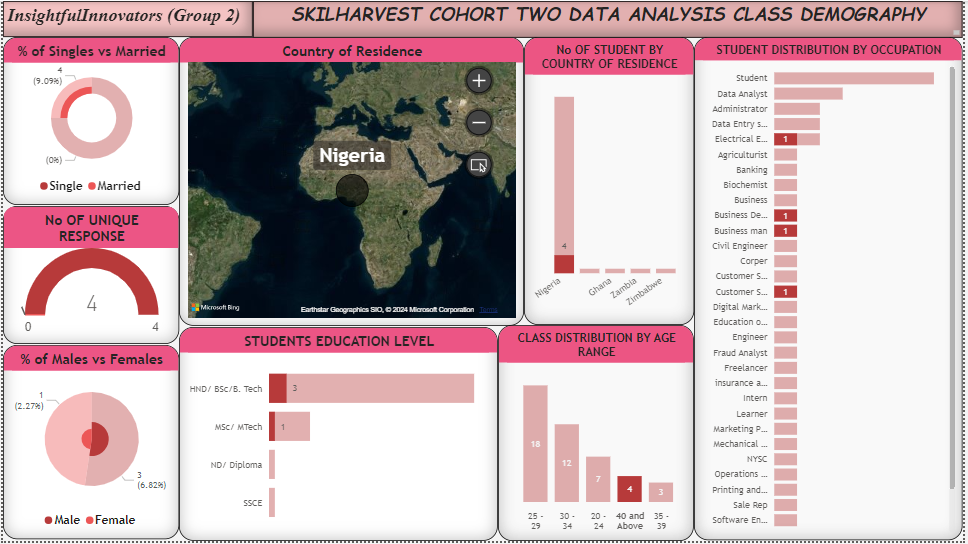 InsightfulInnovators (Group 2)
SKILHARVEST COHORT TWO DATA ANALYSIS CLASS DEMOGRAPHY
% of Singles vs Married
4
(9.09%)
(0%)
Single Married
No OF UNIQUE
RESPONSE
4
0 4
% of Males vs Females
1
(2.27%)
3
(6.82%)
Male Female
Country of Residence
Nigeria
Microsoft Bing
Earthstar Geographics SIO, © 2024 Microsoft Corporation Terms
No OF STUDENT BY
COUNTRY OF RESIDENCE
4
Nigeria
Ghana
Zambia
Zimbabwe
STUDENTS EDUCATION LEVEL
HND/ BSc/B. Tech 3
MSc/ MTech 1
ND/ Diploma
SSCE
CLASS DISTRIBUTION BY AGE
RANGE
18 12 7 4 3
25 - 30 - 20 - 40 and 35 -
29 34 24 Above 39
STUDENT DISTRIBUTION BY OCCUPATION
Student
Data Analyst
Administrator
Data Entry s...
Electrical E... 1
Agriculturist
Banking
Biochemist
Business
Business De... 1
Business man 1
Civil Engineer
Corper
Customer S...
Customer S... 1
Digital Mark...
Education o...
Engineer
Fraud Analyst
Freelancer
insurance a...
Intern
Learner
Marketing P...
Mechanical ...
NYSC
Operations ...
Printing and...
Sale Rep
Software En...